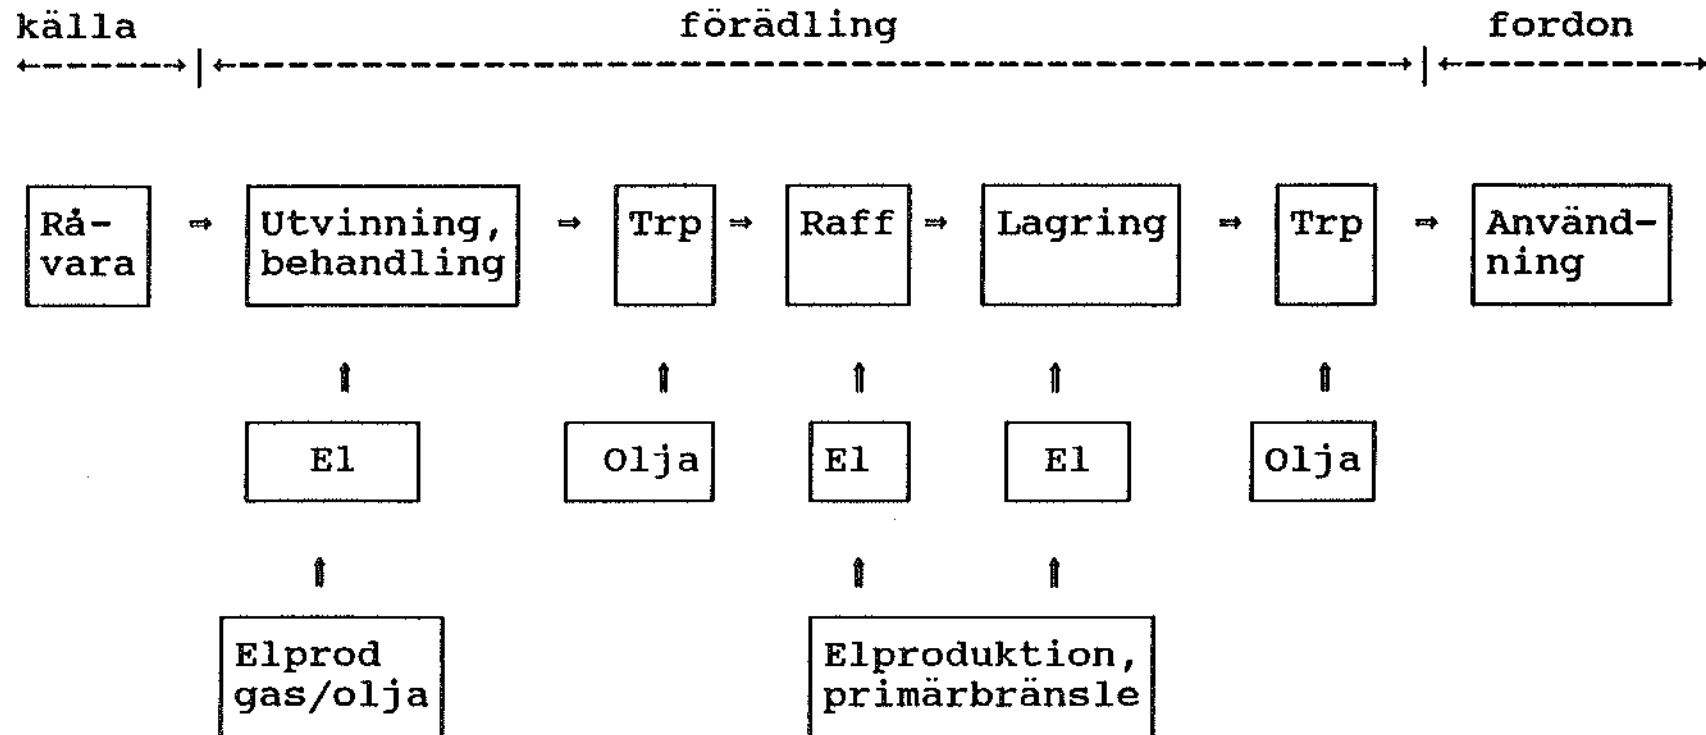 källa förädling fordon
Rå- Utvinning, Trp Raff Lagring Trp Använd-
vara behandling ning
El Olja El El Olja
Elprod Elproduktion,
gas/olja primärbränsle